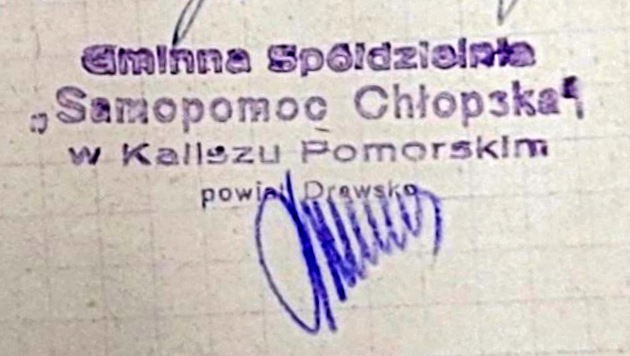 Gminna Spółdzielnia
„Samopomoc Chłopska"
w Kaliszu Pomorskim
powiat Drawsko